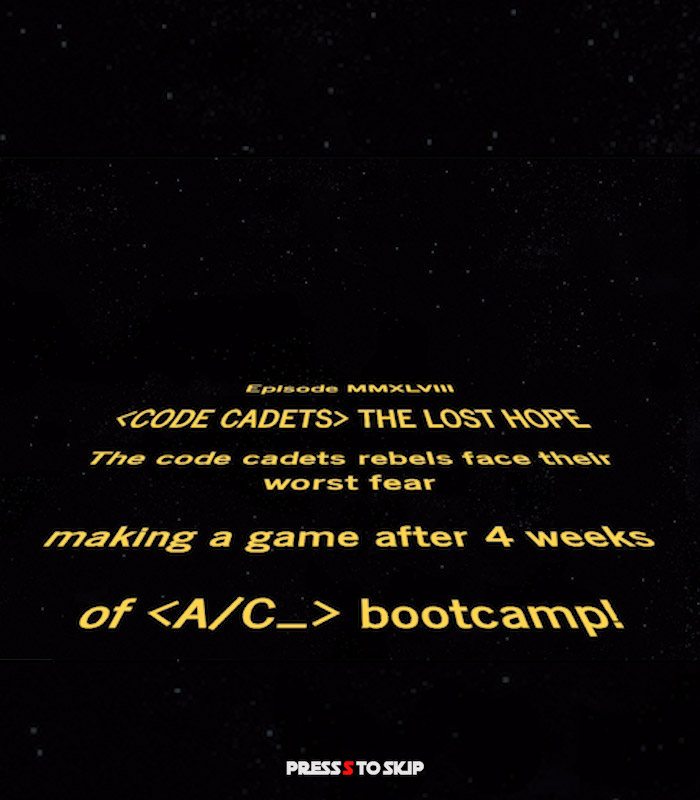 Episode MMXLVIII
<CODE CADETS> THE LOST HOPE
The code cadets rebels face their
worst fear
making a game after 4 weeks
of <A/C_> bootcamp!
PRESS S TO SKIP